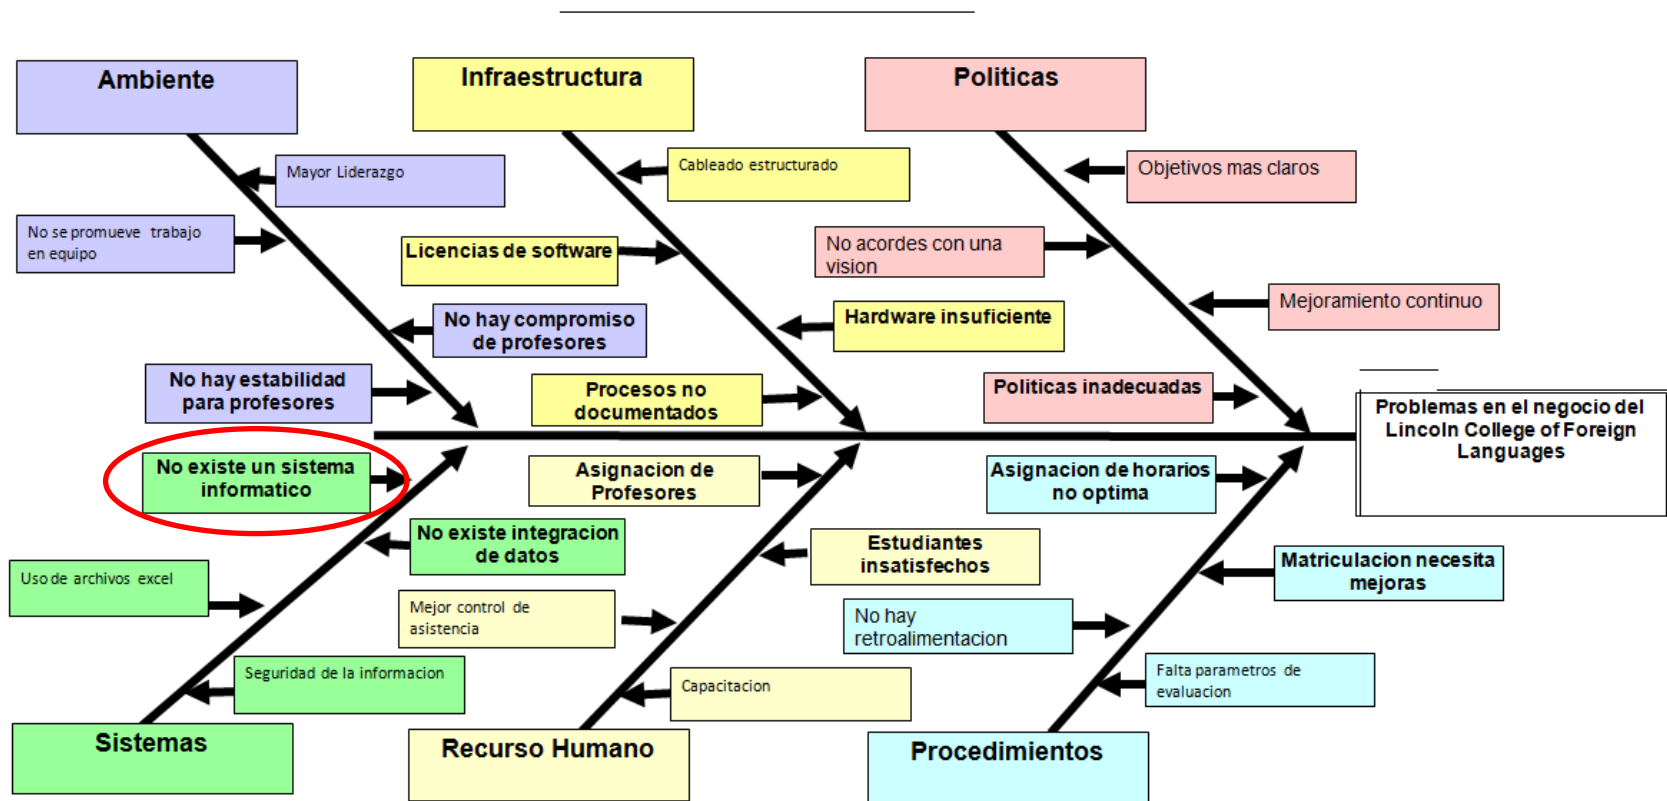 Ambiente
Infraestructura
Politicas
Mayor Liderazgo
Cableado estructurado
Objetivos mas claros
No se promueve trabajo
en equipo
Licencias de software
No acordes con una
vision
No hay compromiso
de profesores
Hardware insuficiente
Mejoramiento continuo
No hay estabilidad
para profesores
Procesos no
documentados
Politicas inadecuadas
Problemas en el negocio del
Lincoln College of Foreign
Languages
No existe un sistema
informatico
Asignacion de
Profesores
Asignacion de horarios
no optima
No existe integracion
de datos
Estudiantes
insatisfechos
Matriculacion necesita
mejoras
Uso de archivos excel
Mejor control de
asistencia
No hay
retroalimentacion
Seguridad de la informacion
Capacitacion
Falta parametros de
evaluacion
Sistemas
Recurso Humano
Procedimientos